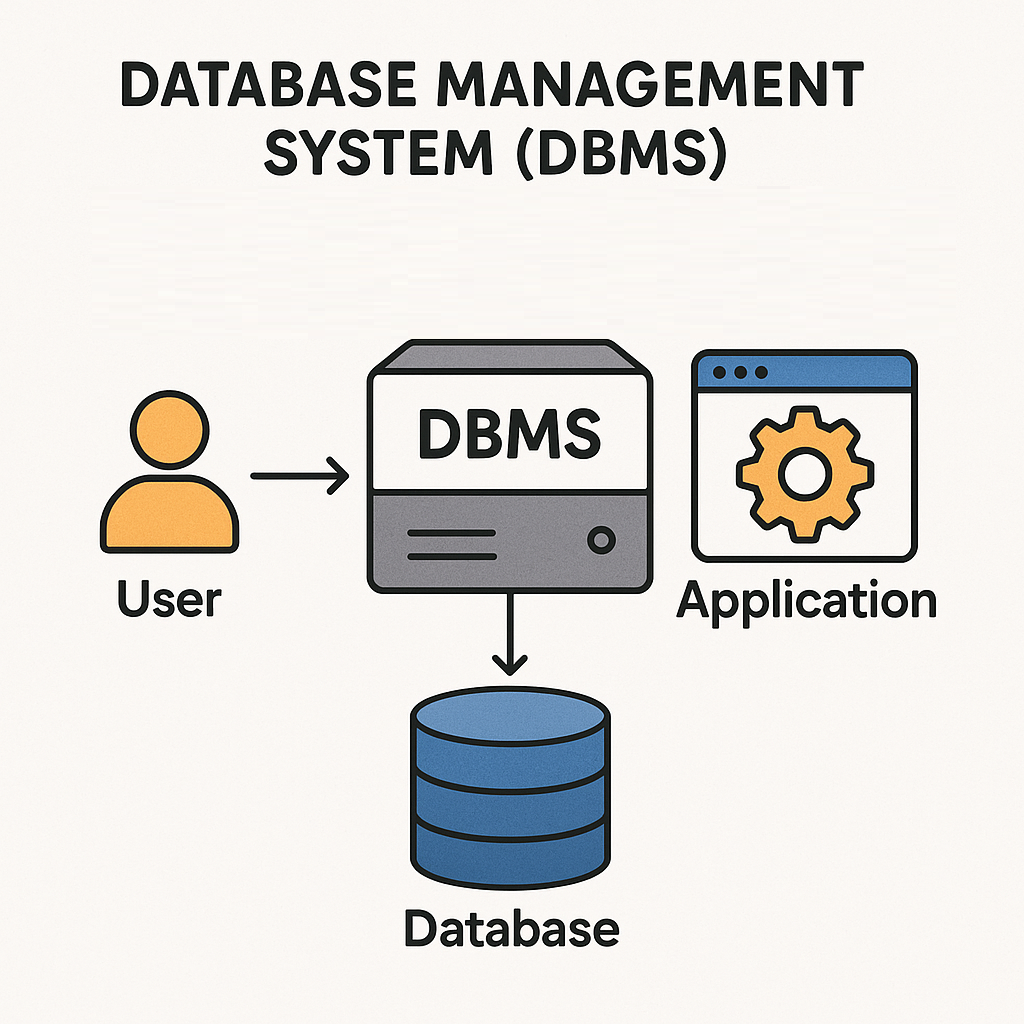 DATABASE MANAGEMENT
SYSTEM (DBMS)
DBMS
User
Application
Database